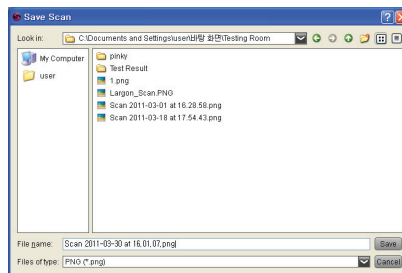 Save Scan
Look in: C:\Documents and Settings\user\바탕 화면\Testing Room
My Computer
user
pinky
Test Result
1.png
Largon_Scan.PNG
Scan 2011-03-01 at 16.28.58.png
Scan 2011-03-18 at 17.54.43.png
File name: Scan 2011-03-30 at 16.01.07.png
Save
Files of type: PNG (*.png)
Cancel